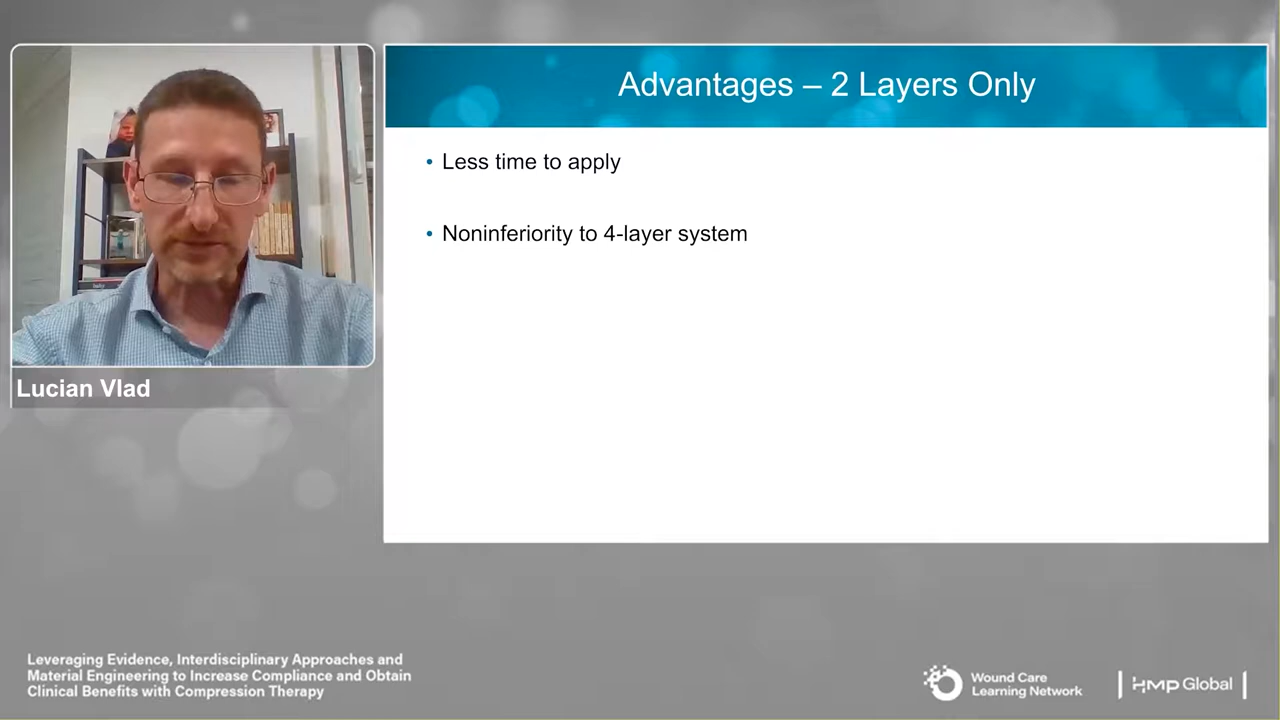 Advantages – 2 Layers Only
• Less time to apply
• Noninferiority to 4-layer system
Lucian Vlad
Leveraging Evidence, Interdisciplinary Approaches and
Material Engineering to Increase Compliance and Obtain
Clinical Benefits with Compression Therapy
Wound Care
Learning Network
HMP Global